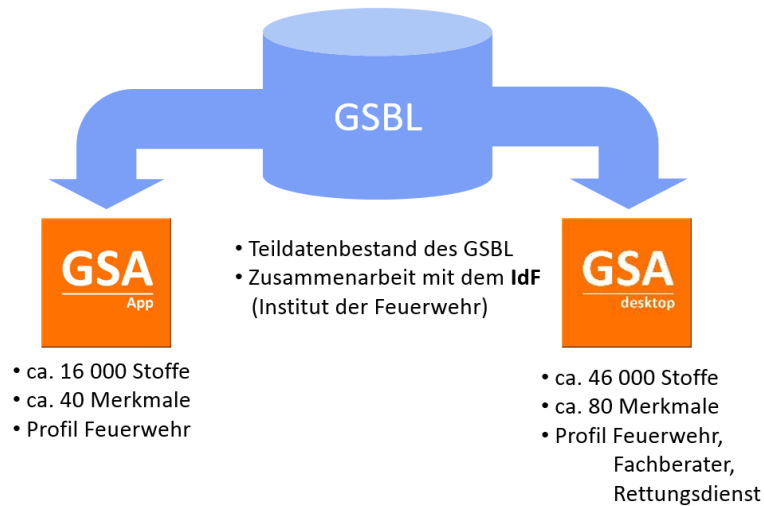 GSBL
GSA
App
• Teildatenbestand des GSBL
• Zusammenarbeit mit dem IdF
(Institut der Feuerwehr)
GSA
desktop
• ca. 16 000 Stoffe
• ca. 40 Merkmale
• Profil Feuerwehr
• ca. 46 000 Stoffe
• ca. 80 Merkmale
• Profil Feuerwehr,
Fachberater,
Rettungsdienst